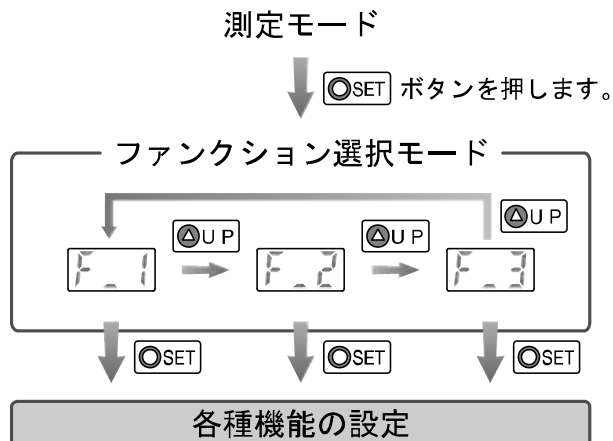 測定モード
SET ボタンを押します。
ファンクション選択モード
UP UP UP
F_1 F_2 F_3
SET SET SET
各種機能の設定